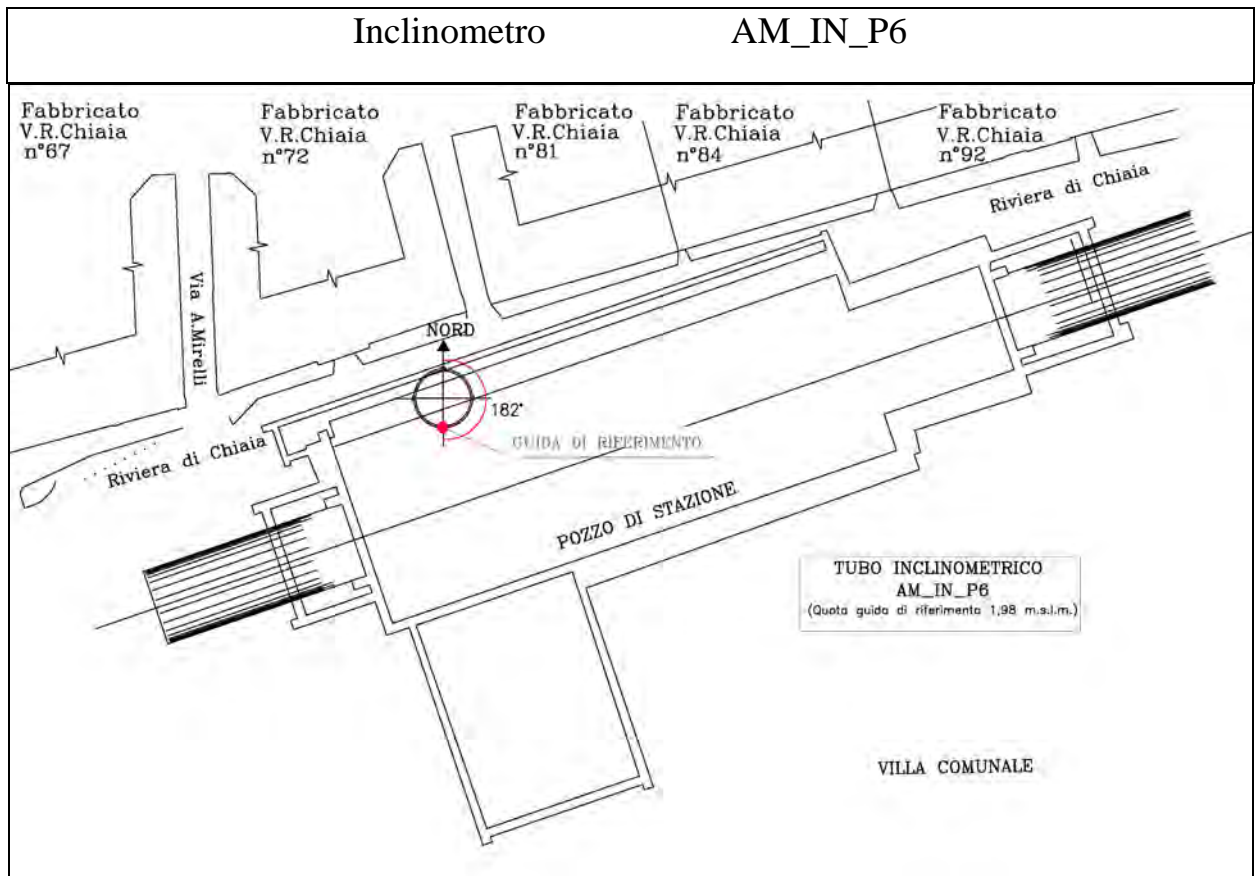 Inclinometro AM_IN_P6
Fabbricato
V.R.Chiaia
n°67
Fabbricato
V.R.Chiaia
n°72
Fabbricato
V.R.Chiaia
n°81
Fabbricato
V.R.Chiaia
n°84
Fabbricato
V.R.Chiaia
n°92
Riviera di Chiaia
Via A.Mirelli
NORD
182°
GUIDA DI RIFERIMENTO
Riviera di Chiaia
POZZO DI STAZIONE
TUBO INCLINOMETRICO
AM_IN_P6
(Quota guida di riferimento 1,98 m.s.l.m.)
VILLA COMUNALE